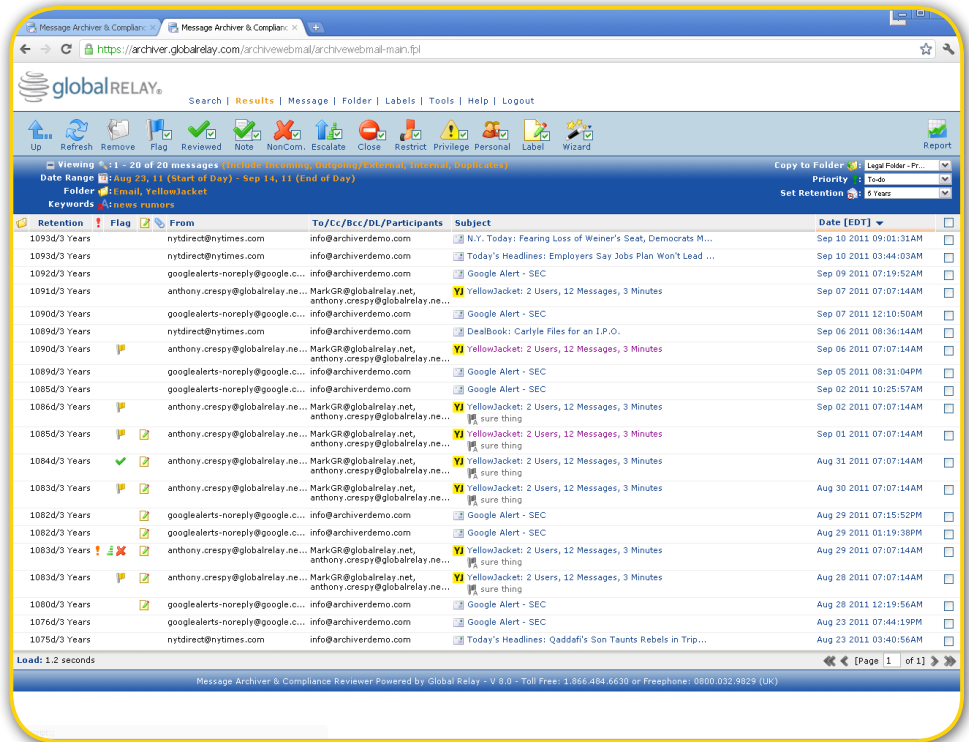 Message Archiver & Complianc × Message Archiver & Complianc ×
https://archiver.globalrelay.com/archivewebmail/archivewebmail-main.fpl
globalRELAY®
Search | Results | Message | Folder | Labels | Tools | Help | Logout
Up Refresh Remove Flag Reviewed Note NonCom. Escalate Close Restrict Privilege Personal Label Wizard Report
Viewing : 1 - 20 of 20 messages (Include Incoming, Outgoing/External, Internal, Duplicates) Copy to Folder : Legal Folder - Pr...
Date Range : Aug 23, 11 (Start of Day) - Sep 14, 11 (End of Day) Priority : To-do
Folder : Email, YellowJacket Set Retention : 6 Years
Keywords : news rumors
Retention ! Flag From To/Cc/Bcc/DL/Participants Subject Date [EDT]
1093d/3 Years nytdirect@nytimes.com info@archiverdemo.com N.Y. Today: Fearing Loss of Weiner's Seat, Democrats M... Sep 10 2011 09:01:31AM
1093d/3 Years nytdirect@nytimes.com info@archiverdemo.com Today's Headlines: Employers Say Jobs Plan Won't Lead ... Sep 10 2011 03:44:03AM
1092d/3 Years googlealerts-noreply@google.c... info@archiverdemo.com Google Alert - SEC Sep 09 2011 07:19:52AM
1091d/3 Years anthony.crespy@globalrelay.ne... MarkGR@globalrelay.net, YJ YellowJacket: 2 Users, 12 Messages, 3 Minutes Sep 07 2011 07:07:14AM
anthony.crespy@globalrelay.ne...
1090d/3 Years googlealerts-noreply@google.c... info@archiverdemo.com Google Alert - SEC Sep 07 2011 12:10:50AM
1089d/3 Years nytdirect@nytimes.com info@archiverdemo.com DealBook: Carlyle Files for an I.P.O. Sep 06 2011 08:36:14AM
1090d/3 Years anthony.crespy@globalrelay.ne... MarkGR@globalrelay.net, YJ YellowJacket: 2 Users, 12 Messages, 3 Minutes Sep 06 2011 07:07:14AM
anthony.crespy@globalrelay.ne...
1089d/3 Years googlealerts-noreply@google.c... info@archiverdemo.com Google Alert - SEC Sep 05 2011 08:31:04PM
1085d/3 Years googlealerts-noreply@google.c... info@archiverdemo.com Google Alert - SEC Sep 02 2011 10:25:57AM
1086d/3 Years anthony.crespy@globalrelay.ne... MarkGR@globalrelay.net, YJ YellowJacket: 2 Users, 12 Messages, 3 Minutes Sep 02 2011 07:07:14AM
anthony.crespy@globalrelay.ne... sure thing
1085d/3 Years anthony.crespy@globalrelay.ne... MarkGR@globalrelay.net, YJ YellowJacket: 2 Users, 12 Messages, 3 Minutes Sep 01 2011 07:07:14AM
anthony.crespy@globalrelay.ne... sure thing
1084d/3 Years anthony.crespy@globalrelay.ne... MarkGR@globalrelay.net, YJ YellowJacket: 2 Users, 12 Messages, 3 Minutes Aug 31 2011 07:07:14AM
anthony.crespy@globalrelay.ne... sure thing
1083d/3 Years anthony.crespy@globalrelay.ne... MarkGR@globalrelay.net, YJ YellowJacket: 2 Users, 12 Messages, 3 Minutes Aug 30 2011 07:07:14AM
anthony.crespy@globalrelay.ne... sure thing
1082d/3 Years googlealerts-noreply@google.c... info@archiverdemo.com Google Alert - SEC Aug 29 2011 07:15:52PM
1082d/3 Years googlealerts-noreply@google.c... info@archiverdemo.com Google Alert - SEC Aug 29 2011 01:19:38PM
1083d/3 Years ! anthony.crespy@globalrelay.ne... MarkGR@globalrelay.net, YJ YellowJacket: 2 Users, 12 Messages, 3 Minutes Aug 29 2011 07:07:14AM
anthony.crespy@globalrelay.ne... sure thing
1083d/3 Years anthony.crespy@globalrelay.ne... MarkGR@globalrelay.net, YJ YellowJacket: 2 Users, 12 Messages, 3 Minutes Aug 28 2011 07:07:14AM
anthony.crespy@globalrelay.ne... sure thing
1080d/3 Years googlealerts-noreply@google.c... info@archiverdemo.com Google Alert - SEC Aug 28 2011 12:19:56AM
1076d/3 Years googlealerts-noreply@google.c... info@archiverdemo.com Google Alert - SEC Aug 23 2011 07:44:19PM
1075d/3 Years nytdirect@nytimes.com info@archiverdemo.com Today's Headlines: Qaddafi's Son Taunts Rebels in Trip... Aug 23 2011 03:40:56AM
Load: 1.2 seconds [Page 1 of 1]
Message Archiver & Compliance Reviewer Powered by Global Relay - V 8.0 - Toll Free: 1.866.484.6630 or Freephone: 0800.032.9829 (UK)